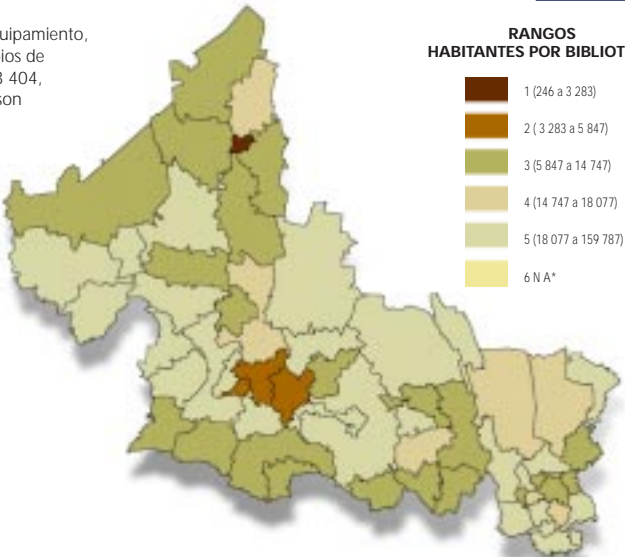 uipamiento,
ios de
3 404,
son
RANGOS
HABITANTES POR BIBLIOT
1 (246 a 3 283)
2 ( 3 283 a 5 847)
3 (5 847 a 14 747)
4 (14 747 a 18 077)
5 (18 077 a 159 787)
6 N A*